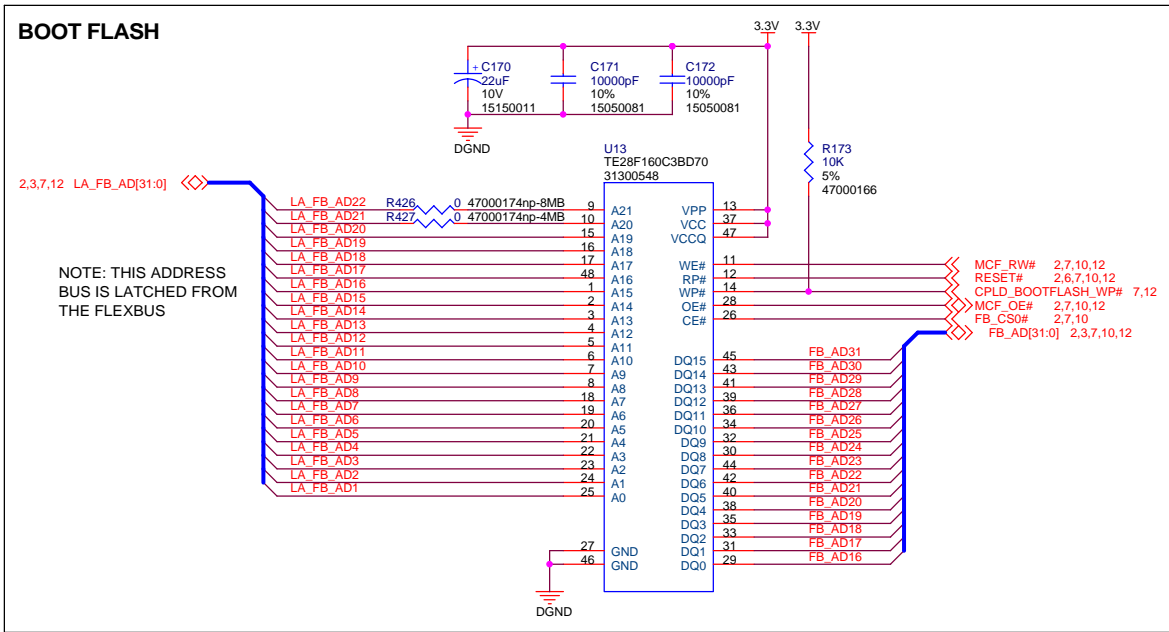 BOOT FLASH
3.3V 3.3V
+ C170
22uF
10V
15150011
C171
10000pF
10%
15050081
C172
10000pF
10%
15050081
DGND
R173
10K
5%
47000166
U13
TE28F160C3BD70
31300548
2,3,7,12 LA_FB_AD[31:0]
NOTE: THIS ADDRESS
BUS IS LATCHED FROM
THE FLEXBUS
LA_FB_AD22 R426 0 47000174np-8MB 9 A21
LA_FB_AD21 R427 0 47000174np-4MB 10 A20
LA_FB_AD20 15 A19
LA_FB_AD19 16 A18
LA_FB_AD18 17 A17
LA_FB_AD17 48 A16
LA_FB_AD16 1 A15
LA_FB_AD15 2 A14
LA_FB_AD14 3 A13
LA_FB_AD13 4 A12
LA_FB_AD12 5 A11
LA_FB_AD11 6 A10
LA_FB_AD10 7 A9
LA_FB_AD9 8 A8
LA_FB_AD8 18 A7
LA_FB_AD7 19 A6
LA_FB_AD6 20 A5
LA_FB_AD5 21 A4
LA_FB_AD4 22 A3
LA_FB_AD3 23 A2
LA_FB_AD2 24 A1
LA_FB_AD1 25 A0
27 GND
46 GND
DGND
VPP 13
VCC 37
VCCQ 47
WE# 11 MCF_RW# 2,7,10,12
RP# 12 RESET# 2,6,7,10,12
WP# 14 CPLD_BOOTFLASH_WP# 7,12
OE# 28 MCF_OE# 2,7,10,12
CE# 26 FB_CS0# 2,7,10
FB_AD[31:0] 2,3,7,10,12
DQ15 45 FB_AD31
DQ14 43 FB_AD30
DQ13 41 FB_AD29
DQ12 39 FB_AD28
DQ11 36 FB_AD27
DQ10 34 FB_AD26
DQ9 32 FB_AD25
DQ8 30 FB_AD24
DQ7 44 FB_AD23
DQ6 42 FB_AD22
DQ5 40 FB_AD21
DQ4 38 FB_AD20
DQ3 35 FB_AD19
DQ2 33 FB_AD18
DQ1 31 FB_AD17
DQ0 29 FB_AD16